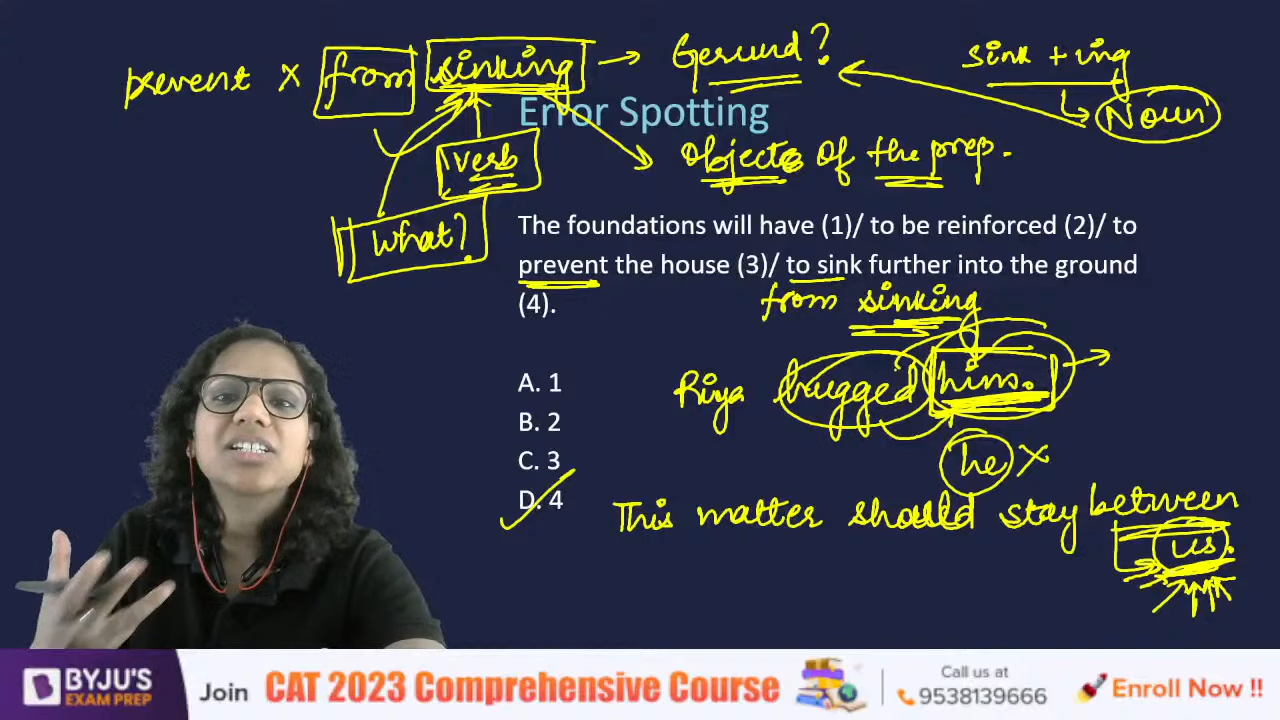 prevent x from sinking → Gerund? sink + ing
Noun
Error Spotting
verb
objects of the prep.
what?
The foundations will have (1)/ to be reinforced (2)/ to
prevent the house (3)/ to sink further into the ground
(4).
from sinking
A. 1
B. 2
C. 3
D. 4
Riya hugged him.
he x
This matter should stay between
us.
BYJU'S
EXAM PREP
Join CAT 2023 Comprehensive Course
Call us at
9538139666
Enroll Now !!